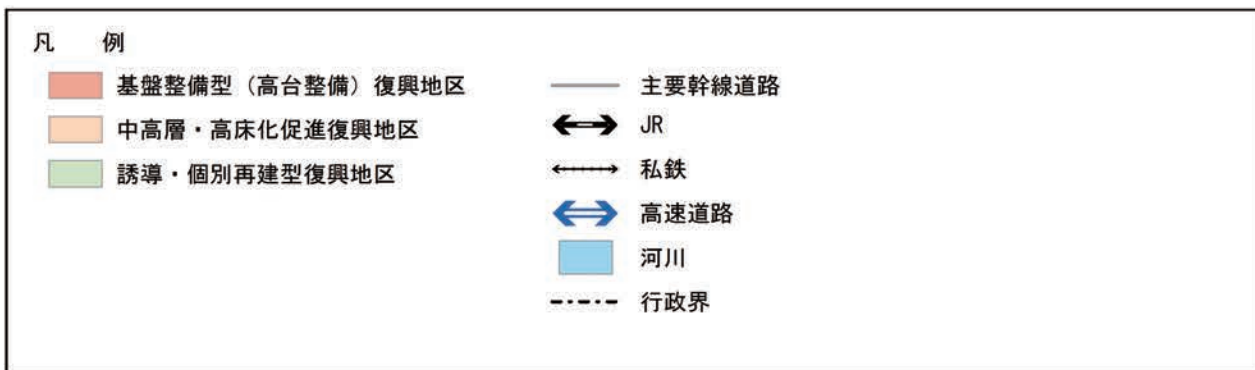 凡　例
基盤整備型（高台整備）復興地区
中高層・高床化促進復興地区
誘導・個別再建型復興地区
主要幹線道路
JR
私鉄
高速道路
河川
行政界